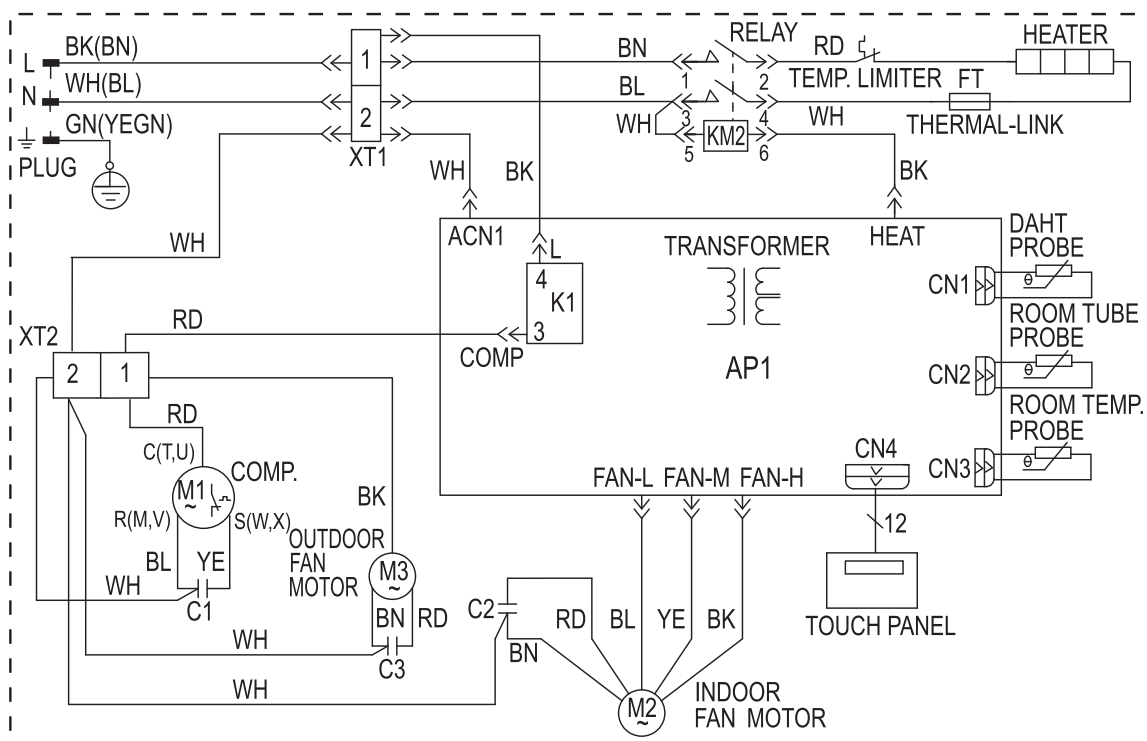 BK(BN)
L
WH(BL)
N
GN(YEGN)
PLUG
1
2
XT1
WH
BK
BN
RELAY
RD
HEATER
1
2
TEMP. LIMITER
FT
BL
3
4
WH
THERMAL-LINK
WH
KM2
5
6
BK
WH
ACN1
L
4
K1
3
COMP
TRANSFORMER
HEAT
AP1
DAHT
PROBE
CN1
θ
ROOM TUBE
PROBE
CN2
θ
ROOM TEMP.
PROBE
CN3
θ
RD
XT2
2
1
RD
C(T,U)
COMP.
M1
~
R(M,V)
S(W,X)
BL
YE
WH
C1
BK
OUTDOOR
FAN
MOTOR
M3
~
BN
RD
WH
C3
WH
C2
BN
RD
BL
YE
BK
FAN-L
FAN-M
FAN-H
CN4
12
TOUCH PANEL
M2
~
INDOOR
FAN MOTOR